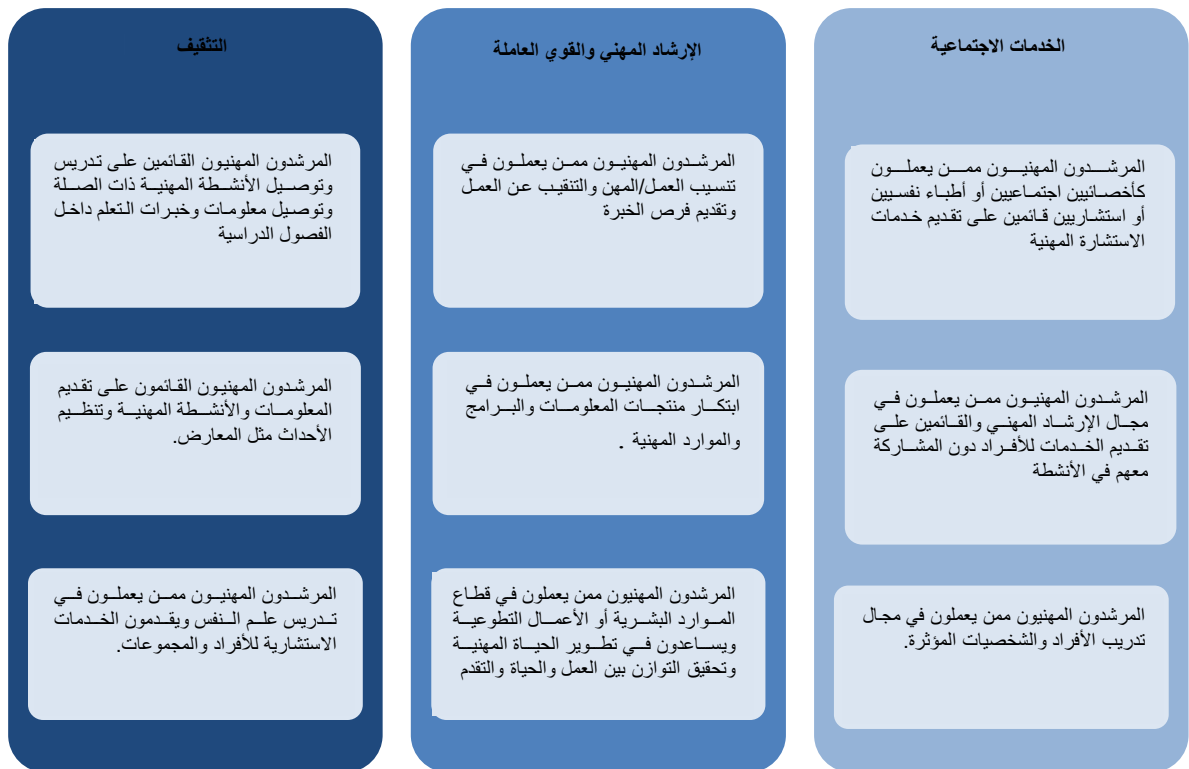 الخدمات الاجتماعية
المرشدون المهنيون ممن يعملون
كأخصائيين اجتماعيين أو أطباء نفسيين
أو استشاريين قائمين على تقديم خدمات
الاستشارة المهنية
المرشدون المهنيون ممن يعملون في
مجال الإرشاد المهني والقائمين على
تقديم الخدمات للأفراد دون المشاركة
معهم في الأنشطة
المرشدون المهنيون ممن يعملون في مجال
تدريب الأفراد والشخصيات المؤثرة.
الإرشاد المهني والقوي العاملة
المرشدون المهنيون ممن يعملون في
تنسيب العمل/المهن والتنقيب عن العمل
وتقديم فرص الخبرة
المرشدون المهنيون ممن يعملون في
ابتكار منتجات المعلومات والبرامج
والموارد المهنية .
المرشدون المهنيون ممن يعملون في قطاع
الموارد البشرية أو الأعمال التطوعية
ويساعدون في تطوير الحياة المهنية
وتحقيق التوازن بين العمل والحياة والتقدم
التثقيف
المرشدون المهنيون القائمين على تدريس
وتوصيل الأنشطة المهنية ذات الصلة
وتوصيل معلومات وخبرات التعلم داخل
الفصول الدراسية
المرشدون المهنيون القائمون على تقديم
المعلومات والأنشطة المهنية وتنظيم
الأحداث مثل المعارض.
المرشدون المهنيون ممن يعملون في
تدريس علم النفس ويقدمون الخدمات
الاستشارية للأفراد والمجموعات.